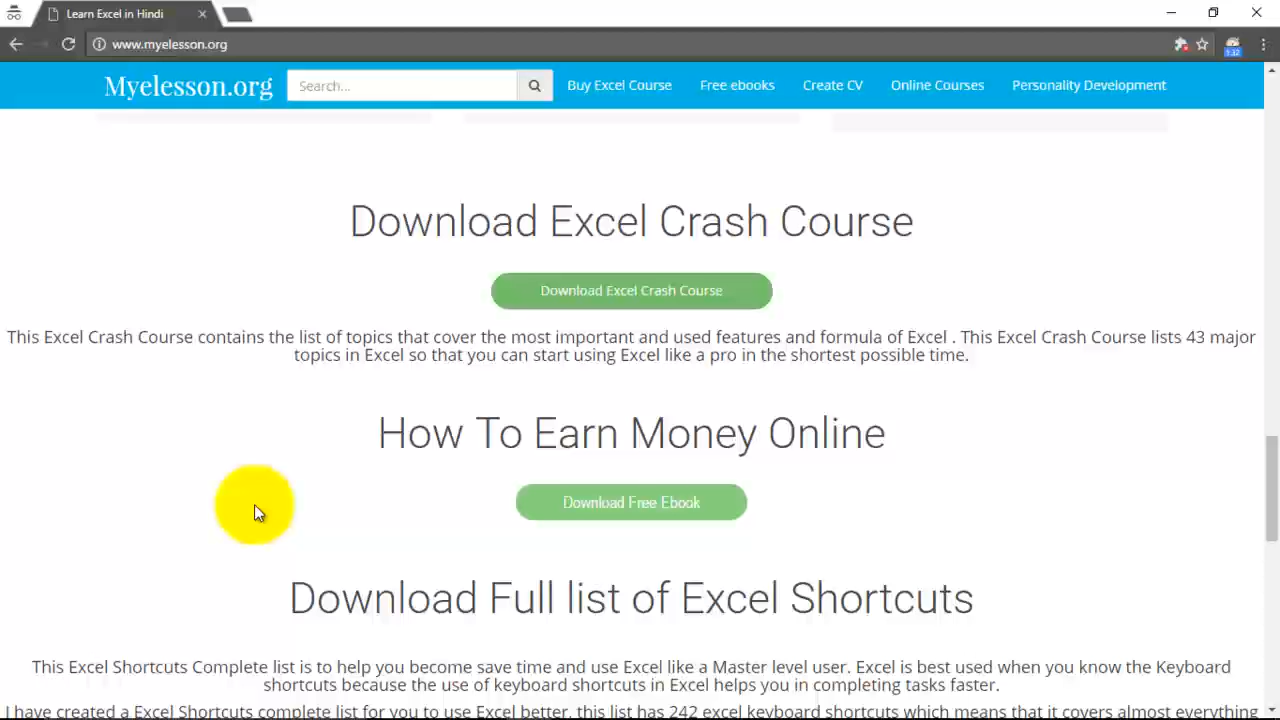 Learn Excel in Hindi
www.myelesson.org
Myelesson.org
Search...
Buy Excel Course
Free ebooks
Create CV
Online Courses
Personality Development
Download Excel Crash Course
Download Excel Crash Course
This Excel Crash Course contains the list of topics that cover the most important and used features and formula of Excel . This Excel Crash Course lists 43 major
topics in Excel so that you can start using Excel like a pro in the shortest possible time.
How To Earn Money Online
Download Free Ebook
Download Full list of Excel Shortcuts
This Excel Shortcuts Complete list is to help you become save time and use Excel like a Master level user. Excel is best used when you know the Keyboard
shortcuts because the use of keyboard shortcuts in Excel helps you in completing tasks faster.
I have created a Excel Shortcuts complete list for you to use Excel better, this list has 242 excel keyboard shortcuts which means that it covers almost everything